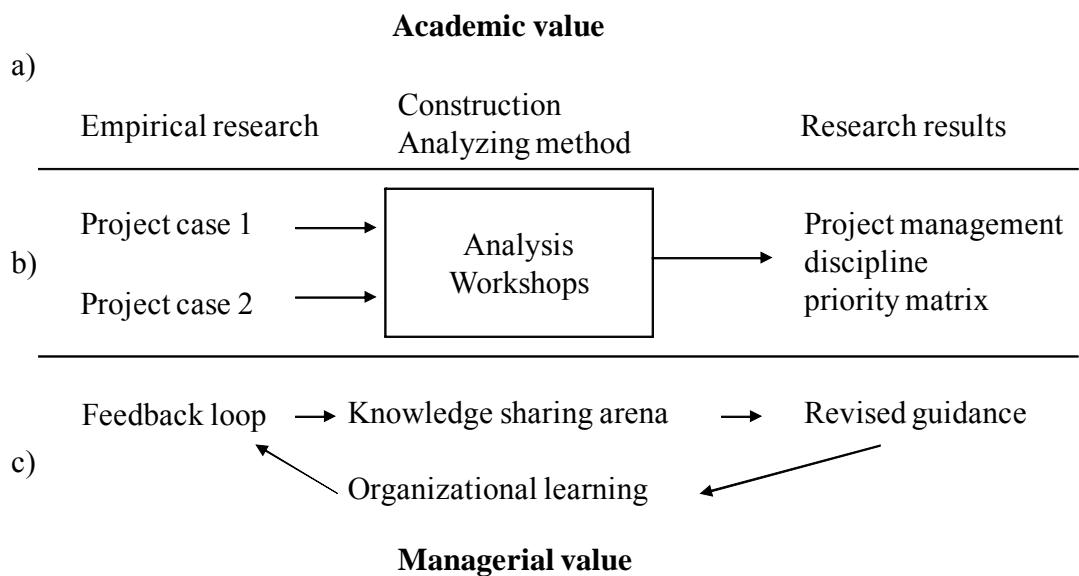 Academic value
a)
Empirical research
Construction
Analyzing method
Research results
Project case 1
Project case 2
b)
Analysis
Workshops
Project management
discipline
priority matrix
Feedback loop
Knowledge sharing arena
Revised guidance
c)
Organizational learning
Managerial value